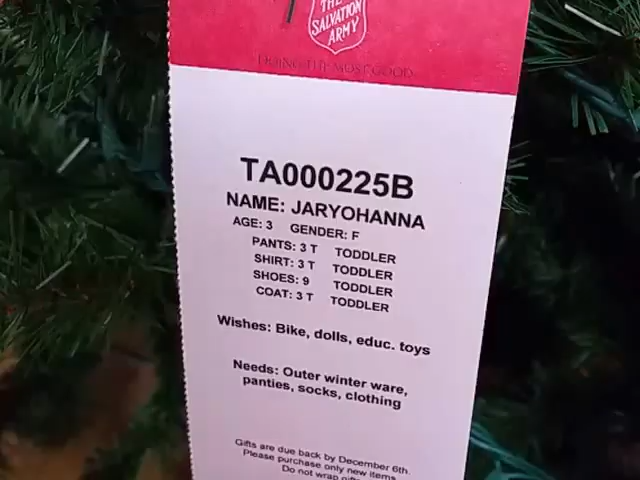 THE
SALVATION
ARMY
DOING THE MOST GOOD
TA000225B
NAME: JARYOHANNA
AGE: 3 GENDER: F
PANTS: 3 T TODDLER
SHIRT: 3 T TODDLER
SHOES: 9 TODDLER
COAT: 3 T TODDLER
Wishes: Bike, dolls, educ. toys
Needs: Outer winter ware,
panties, socks, clothing
Gifts are due back by December 6th.
Please purchase only new items
Do not wrap